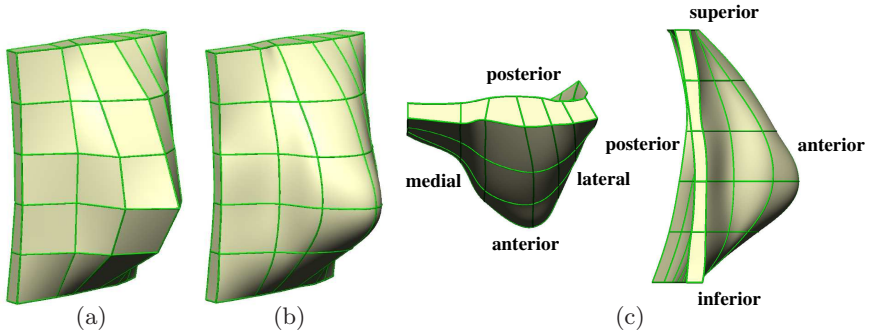 superior
posterior
posterior
anterior
medial
lateral
anterior
inferior
(a)
(b)
(c)